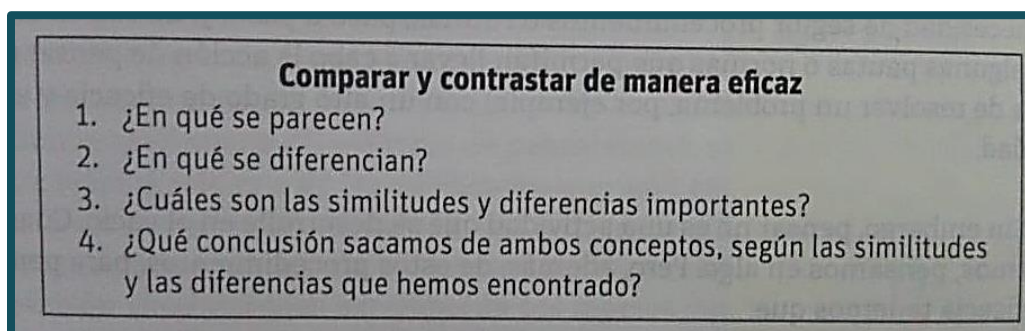 Comparar y contrastar de manera eficaz
1. ¿En qué se parecen?
2. ¿En qué se diferencian?
3. ¿Cuáles son las similitudes y diferencias importantes?
4. ¿Qué conclusión sacamos de ambos conceptos, según las similitudes
y las diferencias que hemos encontrado?